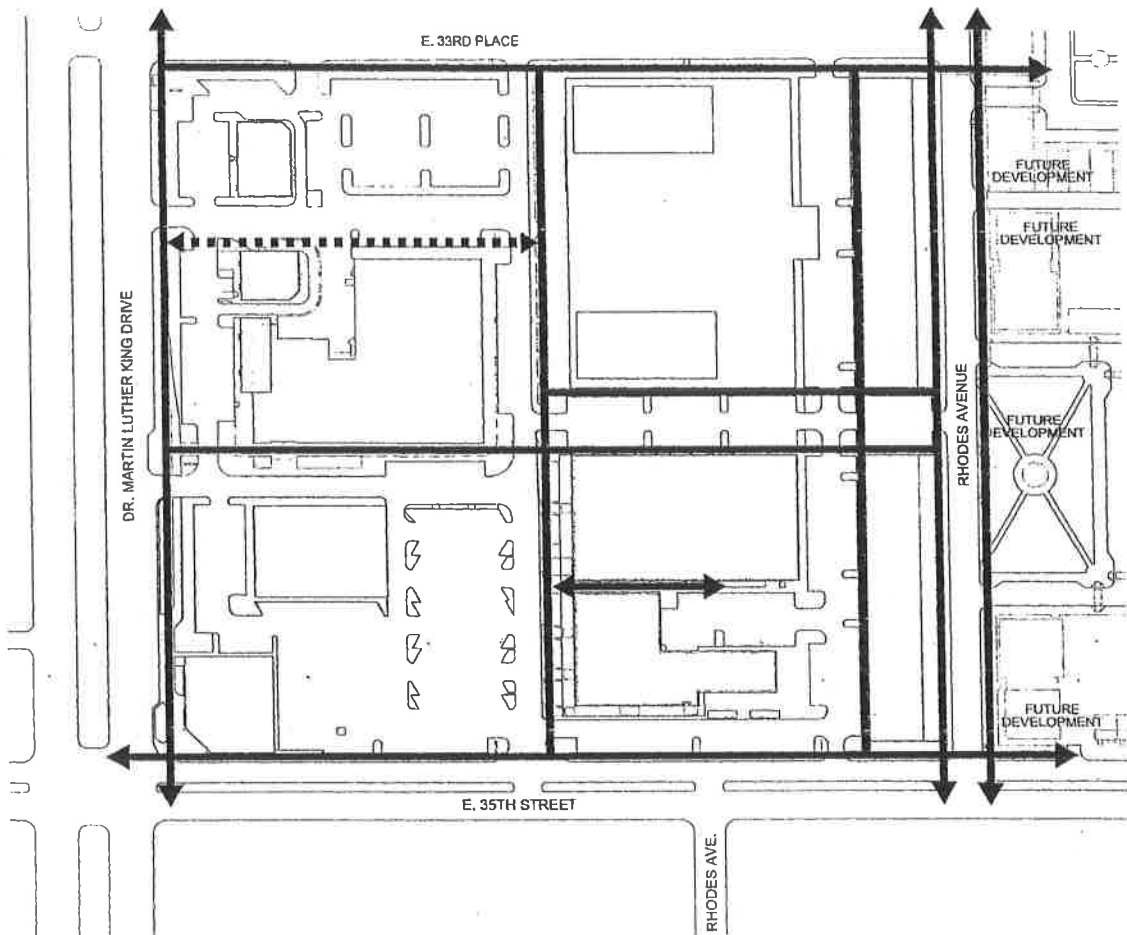 E. 33RD PLACE
FUTURE
DEVELOPMENT
FUTURE
DEVELOPMENT
DR. MARTIN LUTHER KING DRIVE
RHODES AVENUE
FUTURE
DEVELOPMENT
FUTURE
DEVELOPMENT
E. 35TH STREET
RHODES AVE.